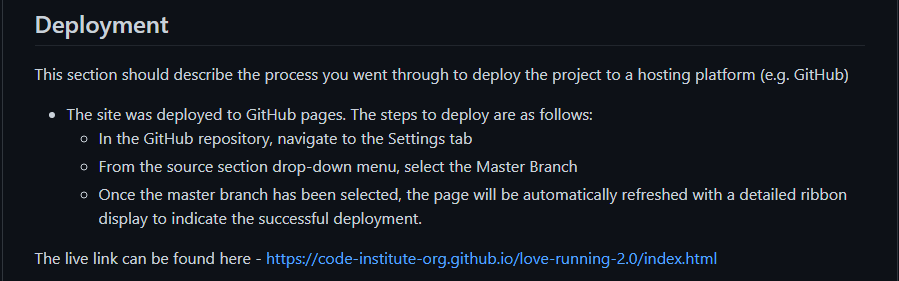 Deployment
This section should describe the process you went through to deploy the project to a hosting platform (e.g. GitHub)
The site was deployed to GitHub pages. The steps to deploy are as follows:
In the GitHub repository, navigate to the Settings tab
From the source section drop-down menu, select the Master Branch
Once the master branch has been selected, the page will be automatically refreshed with a detailed ribbon
display to indicate the successful deployment.
The live link can be found here - https://code-institute-org.github.io/love-running-2.0/index.html